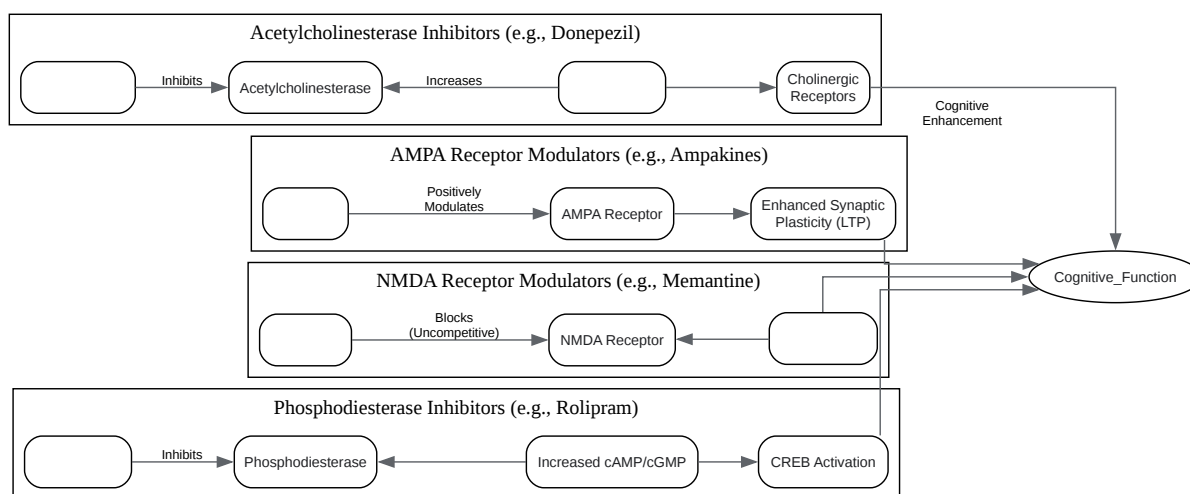 Acetylcholinesterase Inhibitors (e.g., Donepezil)
Inhibits
Acetylcholinesterase
Increases
Cholinergic
Receptors
Cognitive
Enhancement
AMPA Receptor Modulators (e.g., Ampakines)
Positively
Modulates
AMPA Receptor
Enhanced Synaptic
Plasticity (LTP)
NMDA Receptor Modulators (e.g., Memantine)
Blocks
(Uncompetitive)
NMDA Receptor
Cognitive_Function
Phosphodiesterase Inhibitors (e.g., Rolipram)
Inhibits
Phosphodiesterase
Increased cAMP/cGMP
CREB Activation